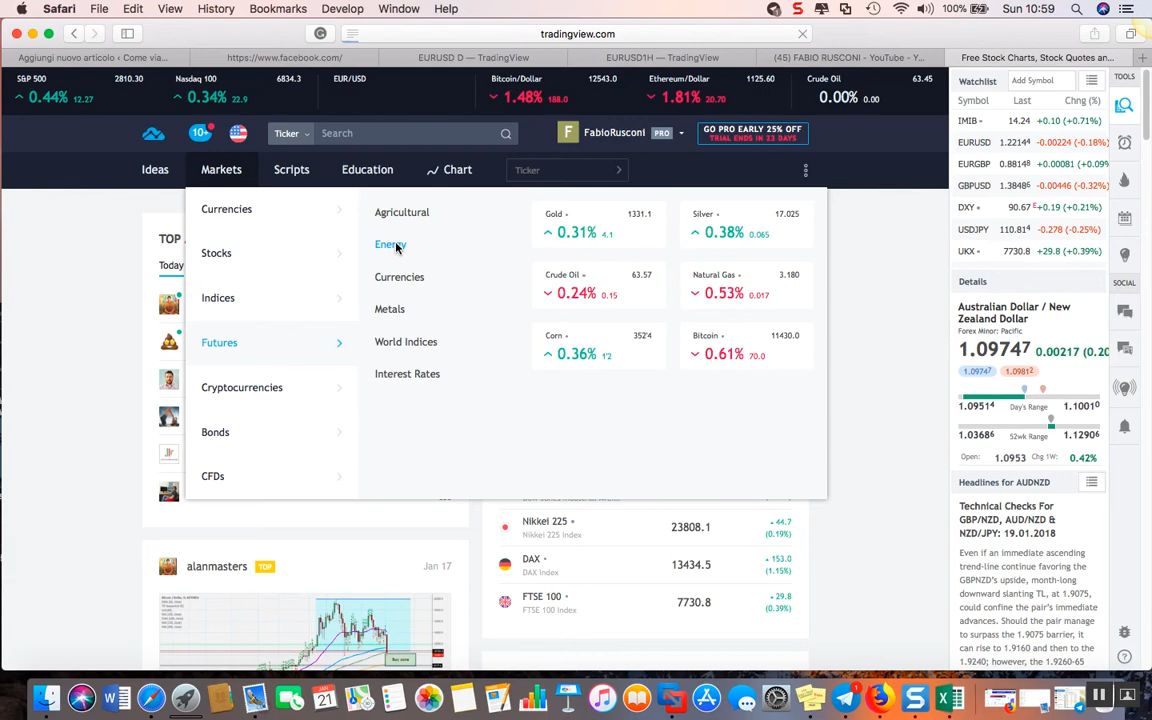 Safari File Edit View History Bookmarks Develop Window Help 100% Sun 10:59
tradingview.com
Aggiungi nuovo articolo ‹ Come via... https://www.facebook.com/ EURUSD D — TradingView EURUSD1H — TradingView (45) FABIO RUSCONI - YouTube - Y... Free Stock Charts, Stock Quotes an...
S&P 500 2810.30
0.44% 12.27
Nasdaq 100 6834.3
0.34% 22.9
EUR/USD
Bitcoin/Dollar 12543.0
1.48% 188.0
Ethereum/Dollar 1125.60
1.81% 20.70
Crude Oil 63.45
0.00% 0.00
10+ Ticker Search F FabioRusconi PRO GO PRO EARLY 25% OFF
TRIAL ENDS IN 22 DAYS
Ideas Markets Scripts Education Chart Ticker
TOP
Today
Currencies
Stocks
Indices
Futures
Cryptocurrencies
Bonds
CFDs
Agricultural
Energy
Currencies
Metals
World Indices
Interest Rates
Gold 1331.1
0.31% 4.1
Silver 17.025
0.38% 0.065
Crude Oil 63.57
0.24% 0.15
Natural Gas 3.180
0.53% 0.017
Corn 352'4
0.36% 1'2
Bitcoin 11430.0
0.61% 70.0
Nikkei 225 23808.1 44.7
Nikkei 225 Index (0.19%)
DAX 13434.5 153.0
DAX Index (1.15%)
FTSE 100 7730.8 29.8
FTSE 100 Index (0.39%)
alanmasters TOP Jan 17
Watchlist Add Symbol
Symbol Last Chng (%)
IMIB 14.24 +0.10 (+0.71%)
EURUSD 1.22144 -0.00224 (-0.18%)
EURGBP 0.88148 +0.00081 (+0.09%
GBPUSD 1.38486 -0.00446 (-0.32%)
DXY 90.67 E +0.19 (+0.21%)
USDJPY 110.814 -0.278 (-0.25%)
UKX 7730.8 +29.8 (+0.39%)
Details
Australian Dollar / New
Zealand Dollar
Forex Minor: Pacific
1.09747 0.00217 (0.20
1.09747 1.09812
1.09514 Day's Range 1.10010
1.03686 52wk Range 1.12906
Open: 1.0953 Chg 1W: 0.42%
Headlines for AUDNZD
Technical Checks For
GBP/NZD, AUD/NZD &
NZD/JPY: 19.01.2018
Even if an immediate ascending
trend-line continue favoring the
GBPNZD's upside, month-long
downward slanting TL, at 1.9075,
could confine the pair's immediate
advances. Should the pair manage
to surpass the 1.9075 barrier, it
can rise to 1.9160 and then to the
1.9240; however, the 1.9260-65
TOOLS
SOCIAL